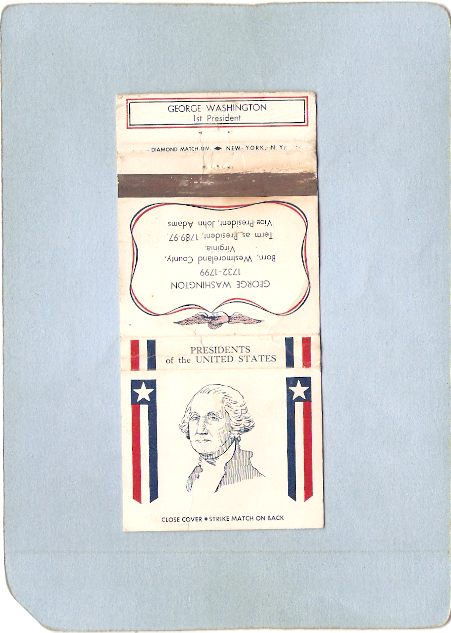 GEORGE WASHINGTON
1st President
DIAMOND MATCH DIV. NEW YORK, N.Y.
GEORGE WASHINGTON
1732-1799
Born, Westmoreland County,
Virginia.
Term as President, 1789-97
Vice President, John Adams
PRESIDENTS
of the UNITED STATES
CLOSE COVER • STRIKE MATCH ON BACK